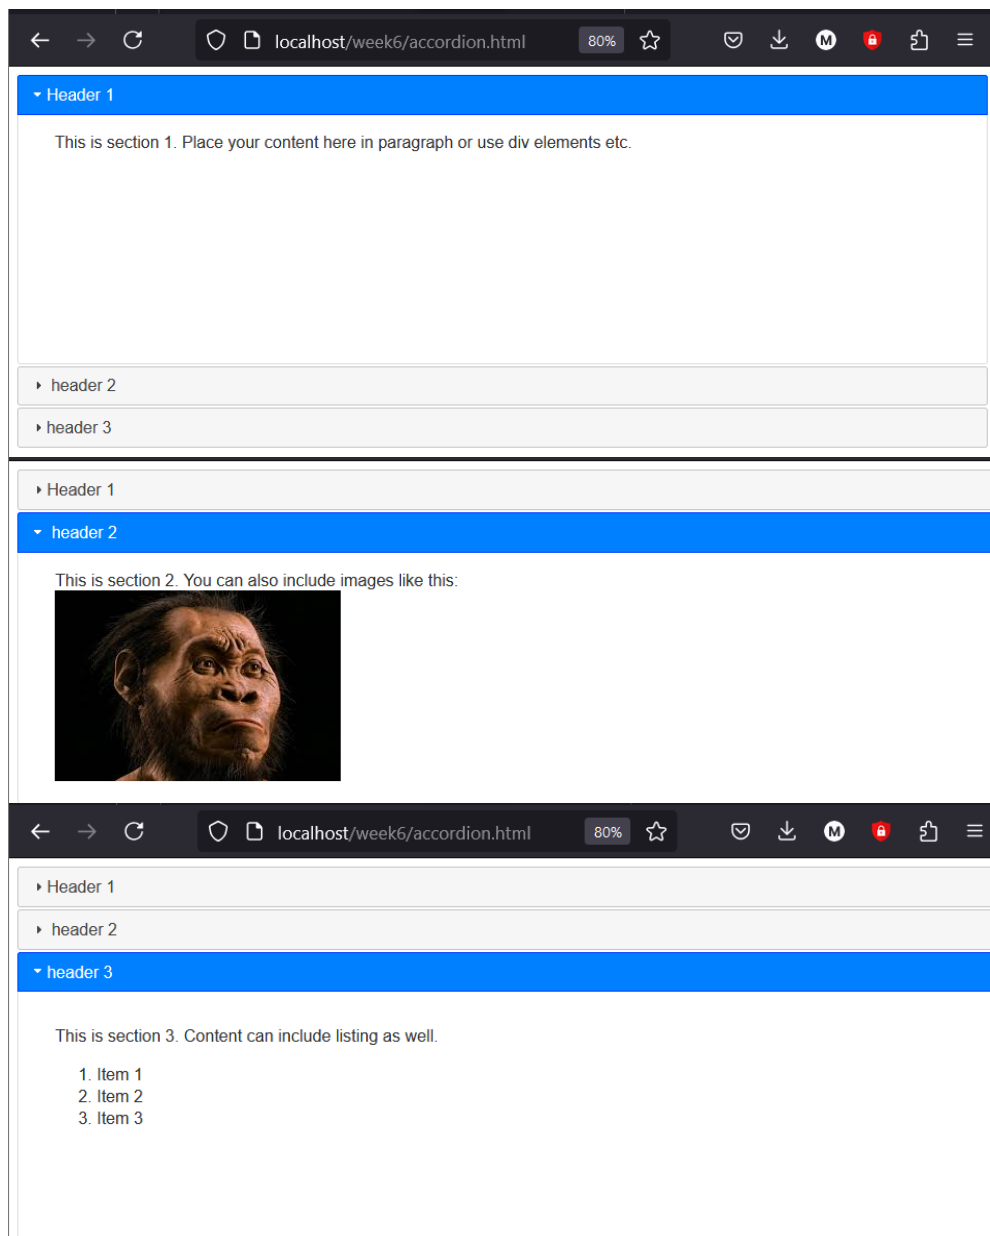 localhost/week6/accordion.html 80% M
Header 1
This is section 1. Place your content here in paragraph or use div elements etc.
header 2
header 3
Header 1
header 2
This is section 2. You can also include images like this:
localhost/week6/accordion.html 80% M
Header 1
header 2
header 3
This is section 3. Content can include listing as well.
1. Item 1
2. Item 2
3. Item 3